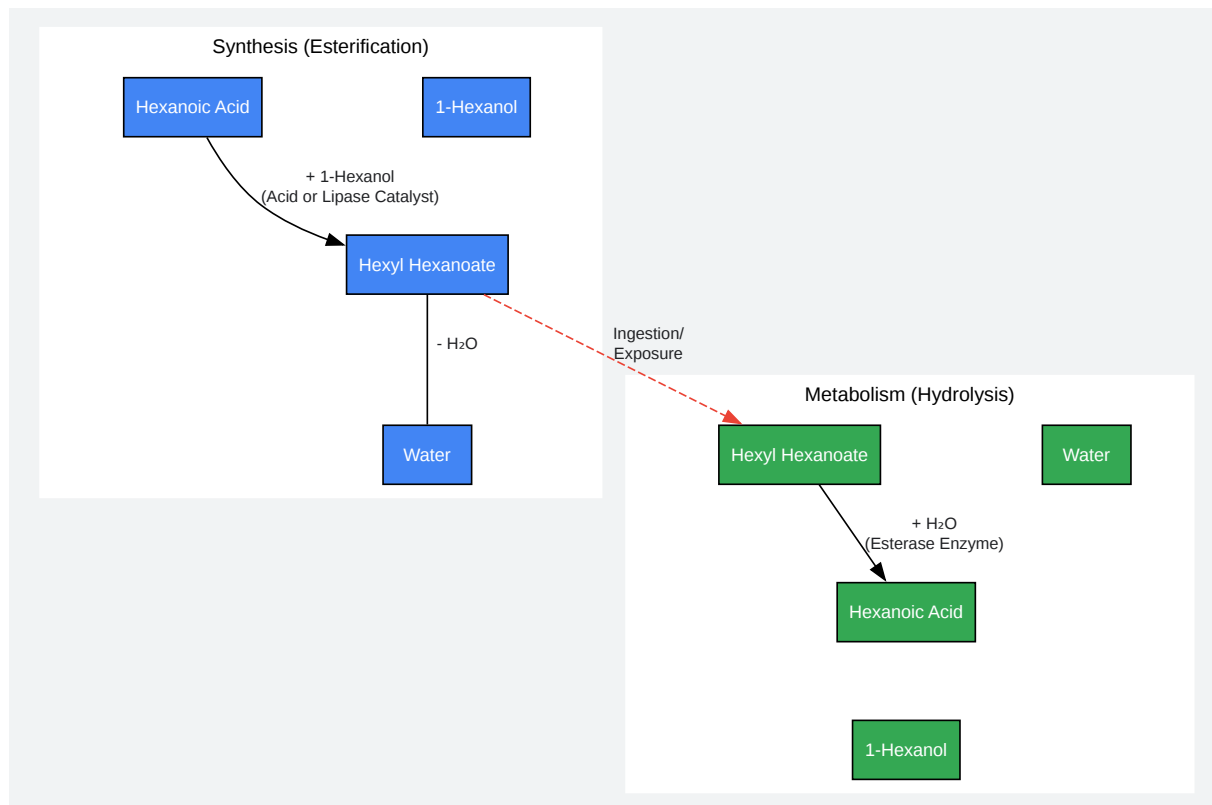 Synthesis (Esterification)
Hexanoic Acid
1-Hexanol
+ 1-Hexanol
(Acid or Lipase Catalyst)
Hexyl Hexanoate
- H₂O
Water
Ingestion/
Exposure
Metabolism (Hydrolysis)
Hexyl Hexanoate
Water
+ H₂O
(Esterase Enzyme)
Hexanoic Acid
1-Hexanol